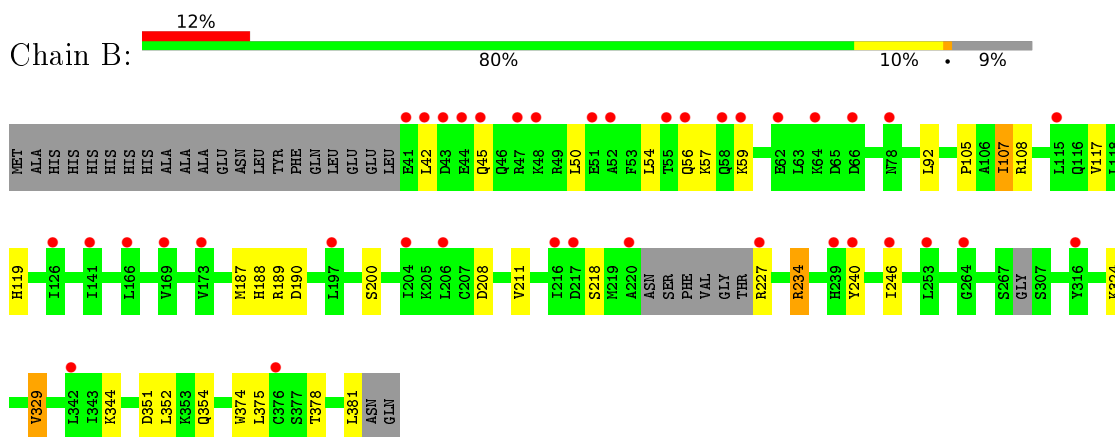 12%
Chain B:
80% 10% • 9%
MET ALA HIS HIS HIS HIS HIS HIS ALA ALA ALA GLU ASN LEU TYR PHE GLN LEU GLU GLU LEU E41 L42 D43 E44 Q45 Q46 R47 K48 R49 L50 E51 A52 F53 L54 T55 Q56 K57 Q58 K59 E62 L63 K64 D65 D66 N78 L92 P105 A106 I107 R108 L115 Q116 V117 L118
H119 I126 I141 L166 V169 V173 M187 H188 R189 D190 L197 S200 I204 K205 L206 C207 D208 V211 I216 D217 S218 M219 A220 ASN SER PHE VAL GLY THR R227 R234 H239 Y240 I246 L253 G264 S267 GLY S307 Y316 K324
V329 L342 I343 K344 D351 L352 K353 Q354 W374 L375 C376 S377 T378 L381 ASN GLN